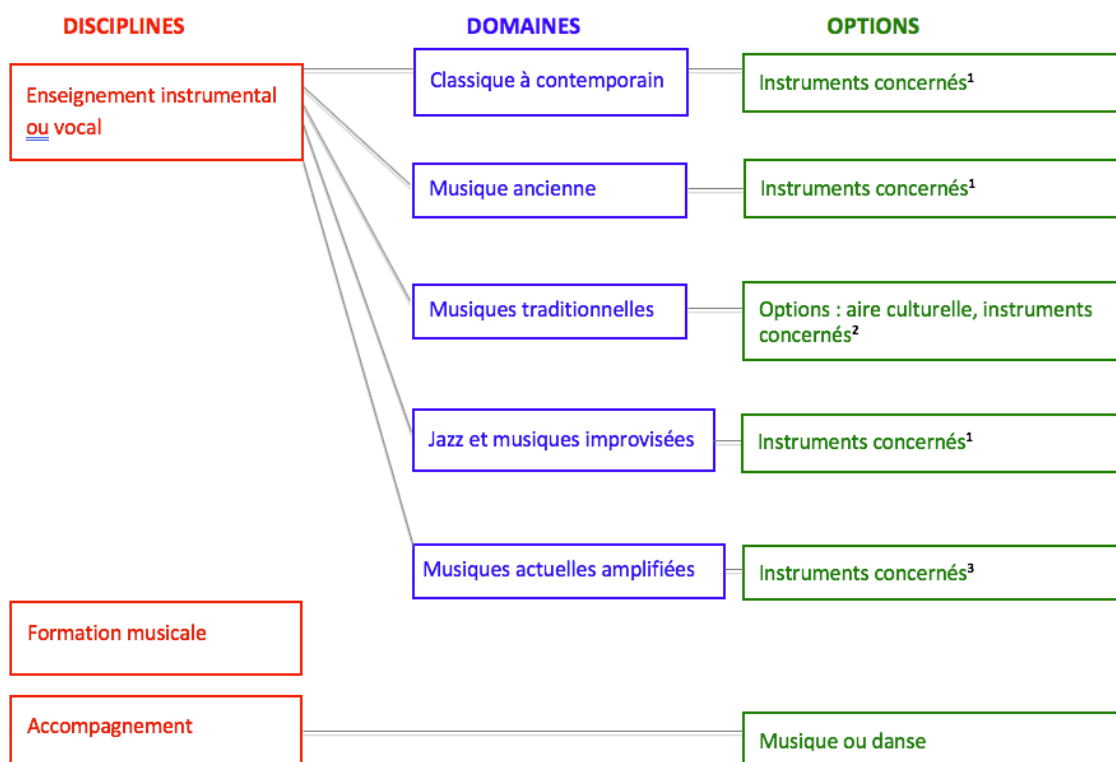 DISCIPLINES
DOMAINES
OPTIONS
Enseignement instrumental
ou vocal
Classique à contemporain
Instruments concernés¹
Musique ancienne
Instruments concernés¹
Musiques traditionnelles
Options : aire culturelle, instruments
concernés²
Jazz et musiques improvisées
Instruments concernés¹
Musiques actuelles amplifiées
Instruments concernés³
Formation musicale
Accompagnement
Musique ou danse